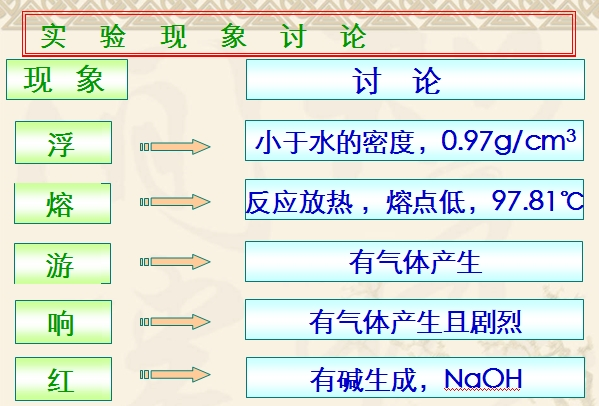 实验现象讨论
现象 讨论
浮 小于水的密度，0.97g/cm³
熔 反应放热，熔点低，97.81℃
游 有气体产生
响 有气体产生且剧烈
红 有碱生成，NaOH